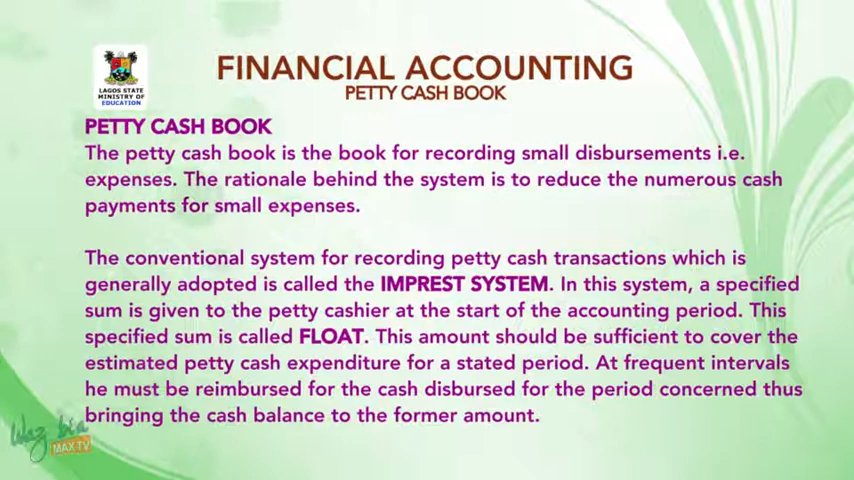 FINANCIAL ACCOUNTING
PETTY CASH BOOK
LAGOS STATE
MINISTRY OF
EDUCATION
PETTY CASH BOOK
The petty cash book is the book for recording small disbursements i.e.
expenses. The rationale behind the system is to reduce the numerous cash
payments for small expenses.
The conventional system for recording petty cash transactions which is
generally adopted is called the IMPREST SYSTEM. In this system, a specified
sum is given to the petty cashier at the start of the accounting period. This
specified sum is called FLOAT. This amount should be sufficient to cover the
estimated petty cash expenditure for a stated period. At frequent intervals
he must be reimbursed for the cash disbursed for the period concerned thus
bringing the cash balance to the former amount.
MAX TV